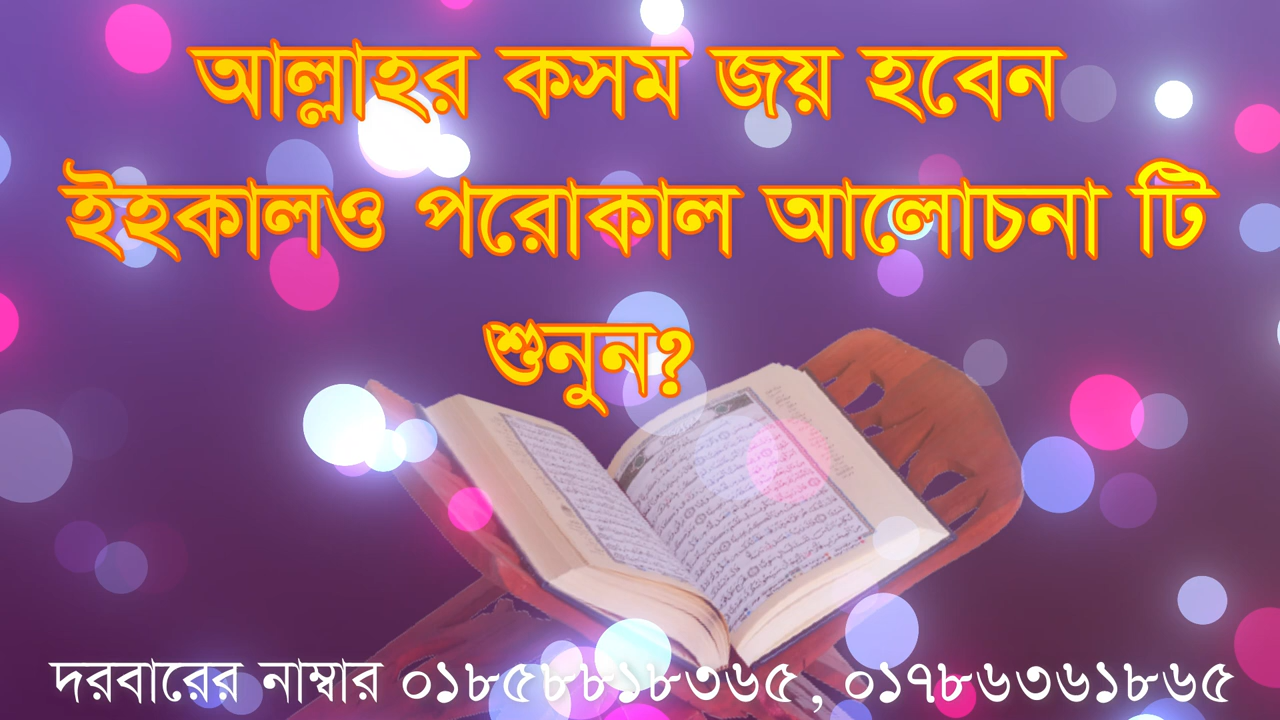 আল্লাহর কসম জয় হবেন
ইহকালও পরোকাল আলোচনা টি
শুনুন?
দরবারের নাম্বার ০১৮৫৮৮১৮৩৬৫, ০১৭৮৬৩৬১৮৬৫